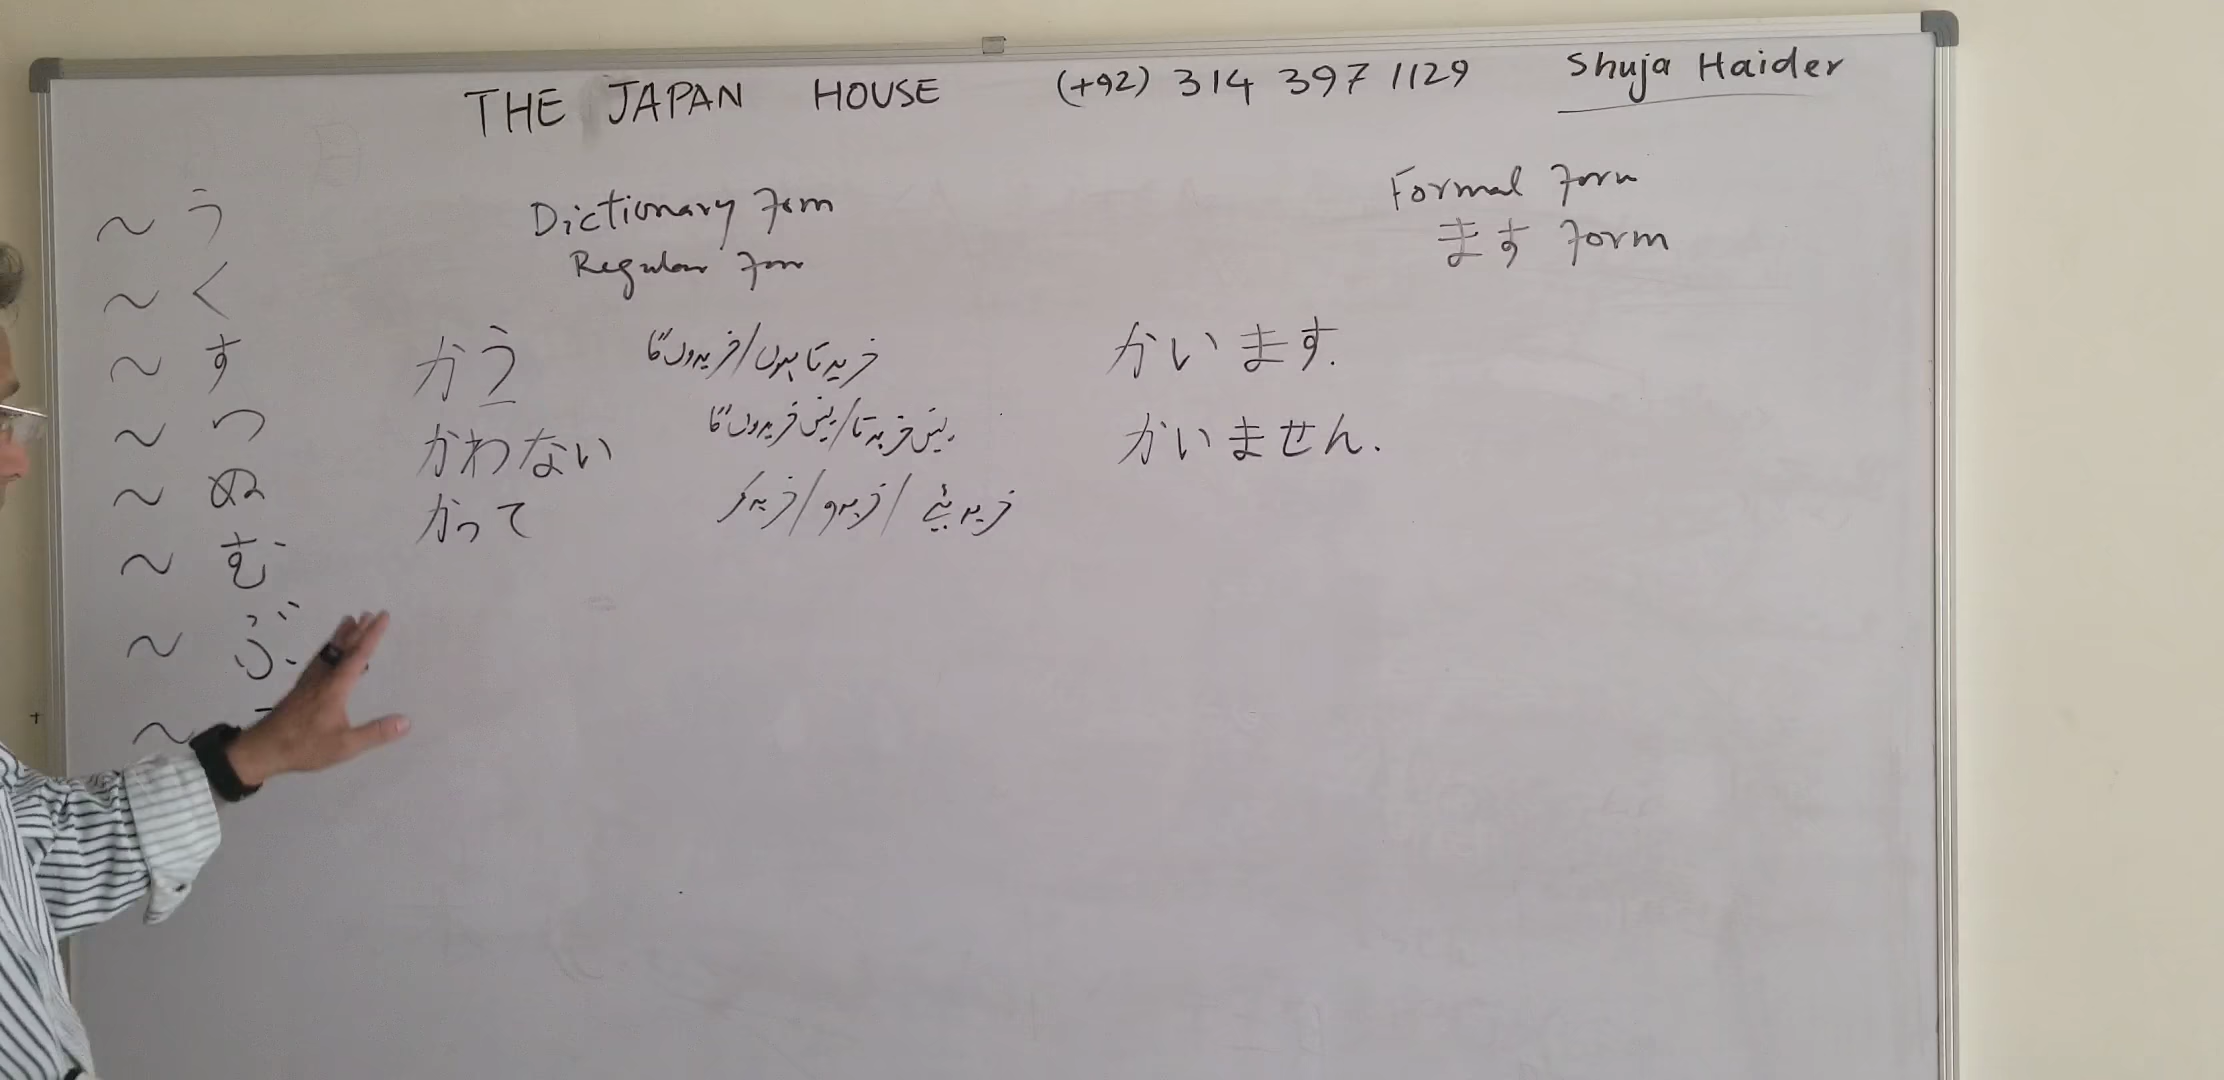 THE JAPAN HOUSE (+92) 314 397 1129 Shuja Haider
Dictionary form
Regular form
Formal form
ます form
~ う
~ く
~ す
~ つ
~ ぬ
~ む
~ ぶ
~
かう خریدتا ہوں/خریدوں گا かいます.
かわない نہیں خریدتا/نہیں خریدوں گا かいません.
かって خریدیئے/خریدو/خرید کر